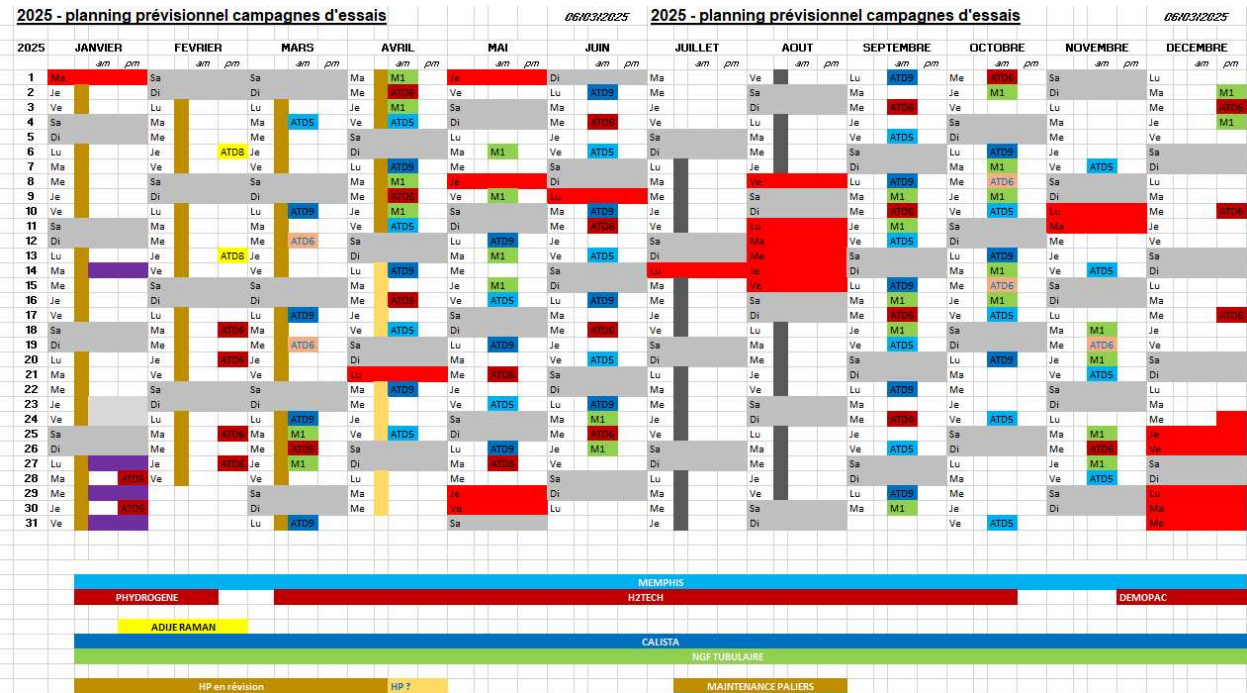 2025 - planning prévisionnel campagnes d'essais 06/03/2025 2025 - planning prévisionnel campagnes d'essais 06/03/2025
2025 JANVIER FEVRIER MARS AVRIL MAI JUIN JUILLET AOUT SEPTEMBRE OCTOBRE NOVEMBRE DECEMBRE
am pm am pm am pm am pm am pm am pm am pm am pm am pm am pm am pm am pm
1 Me Sa Sa Ma M1 Je Di Ma Ve Lu ATD9 Me ATD6 Sa Lu
2 Je Di Di Me ATD6 Ve Lu ATD9 Me Sa Ma Je M1 Di Ma M1
3 Ve Lu Lu Je M1 Sa Ma Je Di Me ATD6 Ve Lu Me ATD6
4 Sa Ma Ma ATD5 Ve ATD5 Di Me ATD6 Ve Lu Je Sa Ma Je M1
5 Di Me Me Sa Lu Je Sa Ma Ve ATD5 Di Me Ve
6 Lu Je ATD8 Je Di Ma M1 Ve ATD5 Di Me Sa Lu ATD9 Je Sa
7 Ma Ve Ve Lu ATD9 Me Sa Lu Je Di Ma M1 Ve ATD5 Di
8 Me Sa Sa Ma M1 Je Di Ma Ve Lu ATD9 Me ATD6 Sa Lu
9 Je Di Di Me ATD6 Ve M1 Lu Me Sa Ma M1 Je M1 Di Ma
10 Ve Lu Lu ATD9 Je M1 Sa Ma ATD9 Je Di Me ATD6 Ve ATD5 Lu Me ATD6
11 Sa Ma Ma Ve ATD5 Di Me ATD6 Ve Lu Je M1 Sa Ma Je
12 Di Me Me ATD6 Sa Lu ATD9 Je Sa Ma Ve ATD5 Di Me Ve
13 Lu Je ATD8 Je Di Ma M1 Ve ATD5 Di Me Sa Lu ATD9 Je Sa
14 Ma Ve Ve Lu ATD9 Me Sa Lu Je Di Ma M1 Ve ATD5 Di
15 Me Sa Sa Ma Je M1 Di Ma Ve Lu ATD9 Me ATD6 Sa Lu
16 Je Di Di Me ATD6 Ve ATD5 Lu ATD9 Me Sa Ma M1 Je M1 Di Ma
17 Ve Lu Lu ATD9 Je Sa Ma Je Di Me ATD6 Ve ATD5 Lu Me ATD6
18 Sa Ma ATD6 Ma Ve ATD5 Di Me ATD6 Ve Lu Je M1 Sa Ma M1 Je
19 Di Me Me ATD6 Sa Lu ATD9 Je Sa Ma Ve ATD5 Di Me ATD6 Ve
20 Lu Je ATD6 Je Di Ma Ve ATD5 Di Me Sa Lu ATD9 Je M1 Sa
21 Ma Ve Ve Lu Me ATD6 Sa Lu Je Di Ma Ve ATD5 Di
22 Me Sa Sa Ma ATD9 Je Di Ma Ve Lu ATD9 Me Sa Lu
23 Je Di Di Me Ve ATD5 Lu ATD9 Me Sa Ma Je Di Ma
24 Ve Lu Lu ATD9 Je Sa Ma M1 Je Di Me ATD6 Ve ATD5 Lu Me
25 Sa Ma ATD6 Ma M1 Ve ATD5 Di Me ATD6 Ve Lu Je Sa Ma M1 Je
26 Di Me Me ATD6 Sa Lu ATD9 Je M1 Sa Ma Ve ATD5 Di Me ATD6 Ve
27 Lu Je ATD6 Je M1 Di Ma ATD6 Ve Di Me Sa Lu Je M1 Sa
28 Ma ATD6 Ve Ve Lu Me Sa Lu Je Di Ma Ve ATD5 Di
29 Me Sa Ma Je Di Ma Ve Lu ATD9 Me Sa Lu
30 Je ATD6 Di Me Ve Lu Me Sa Ma M1 Je Di Ma
31 Ve Lu ATD9 Sa Je Di Ve ATD5 Me
MEMPHIS
PHYDROGENE H2TECH DEMOPAC
ADIJE RAMAN
CALISTA
NGF TUBULAIRE
HP en révision HP ? MAINTENANCE PALIERS